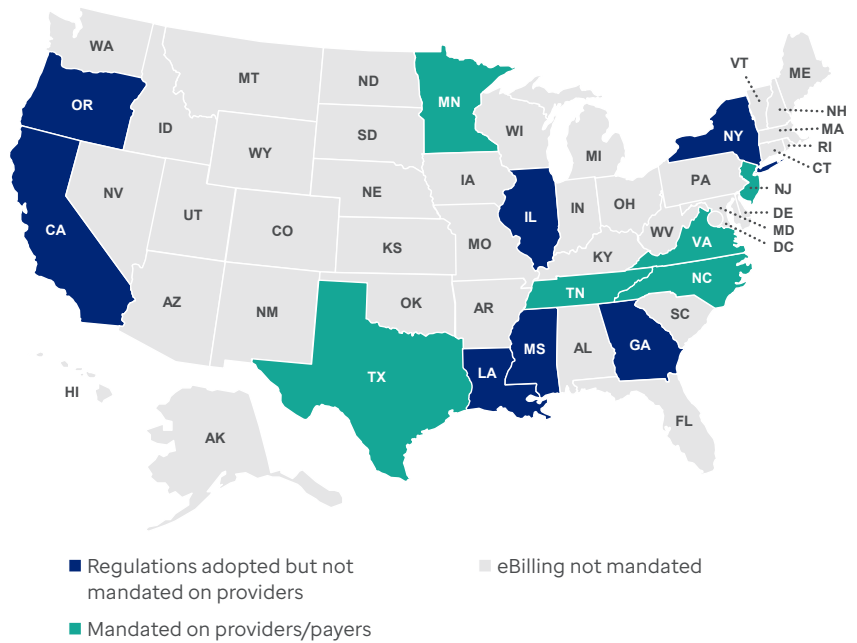 WA
MT
ND
MN
VT
ME
OR
ID
SD
WI
NY
NH
MA
RI
CT
WY
MI
IA
PA
NJ
NV
NE
IL
IN
OH
DE
MD
DC
CA
UT
CO
KS
MO
WV
VA
KY
NC
TN
AZ
NM
OK
AR
SC
MS
AL
GA
LA
TX
HI
FL
AK
Regulations adopted but not
mandated on providers
eBilling not mandated
Mandated on providers/payers